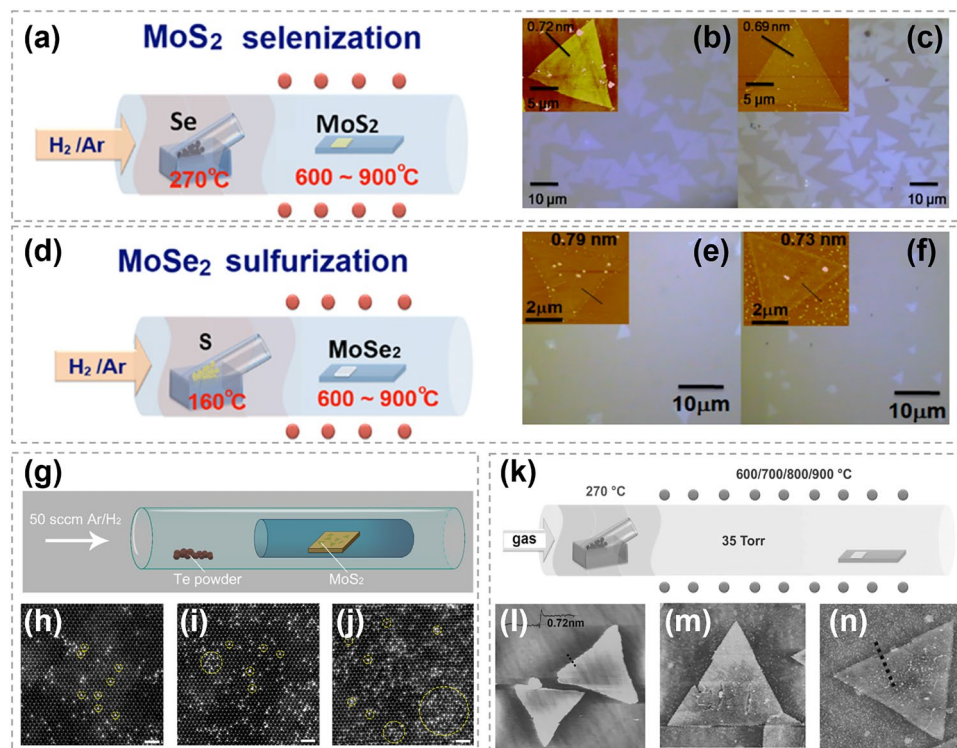 (a)
MoS₂ selenization
H₂ /Ar
Se
270°C
MoS₂
600 ~ 900°C
(b)
0.72 nm
5 μm
10 μm
(c)
0.69 nm
5 μm
10 μm
(d)
MoSe₂ sulfurization
H₂ /Ar
S
160°C
MoSe₂
600 ~ 900°C
(e)
0.79 nm
2μm
10μm
(f)
0.73 nm
2μm
10μm
(g)
50 sccm Ar/H₂
Te powder
MoS₂
(h)
(i)
(j)
(k)
600/700/800/900 °C
270 °C
gas
35 Torr
(l)
0.72nm
(m)
(n)